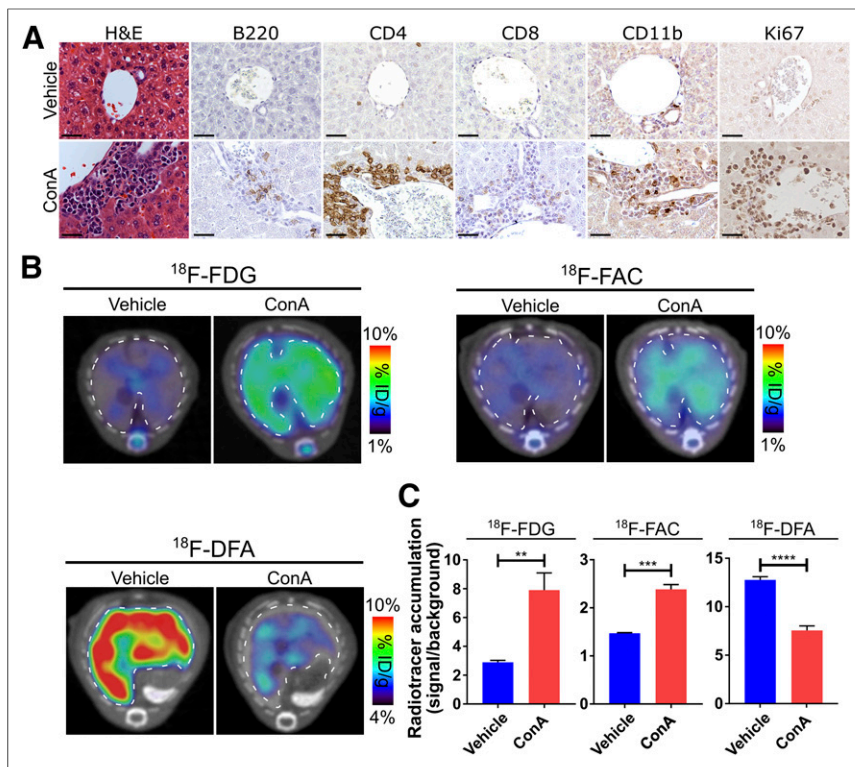 A
H&E B220 CD4 CD8 CD11b Ki67
Vehicle
ConA
B
¹⁸F-FDG
Vehicle ConA
10%
% ID/g
1%
¹⁸F-FAC
Vehicle ConA
10%
% ID/g
1%
¹⁸F-DFA
Vehicle ConA
10%
% ID/g
4%
C
Radiotracer accumulation
(signal/background)
¹⁸F-FDG
**
10
8
6
4
2
0
Vehicle ConA
¹⁸F-FAC
***
3
2
1
0
Vehicle ConA
¹⁸F-DFA
****
15
10
5
0
Vehicle ConA